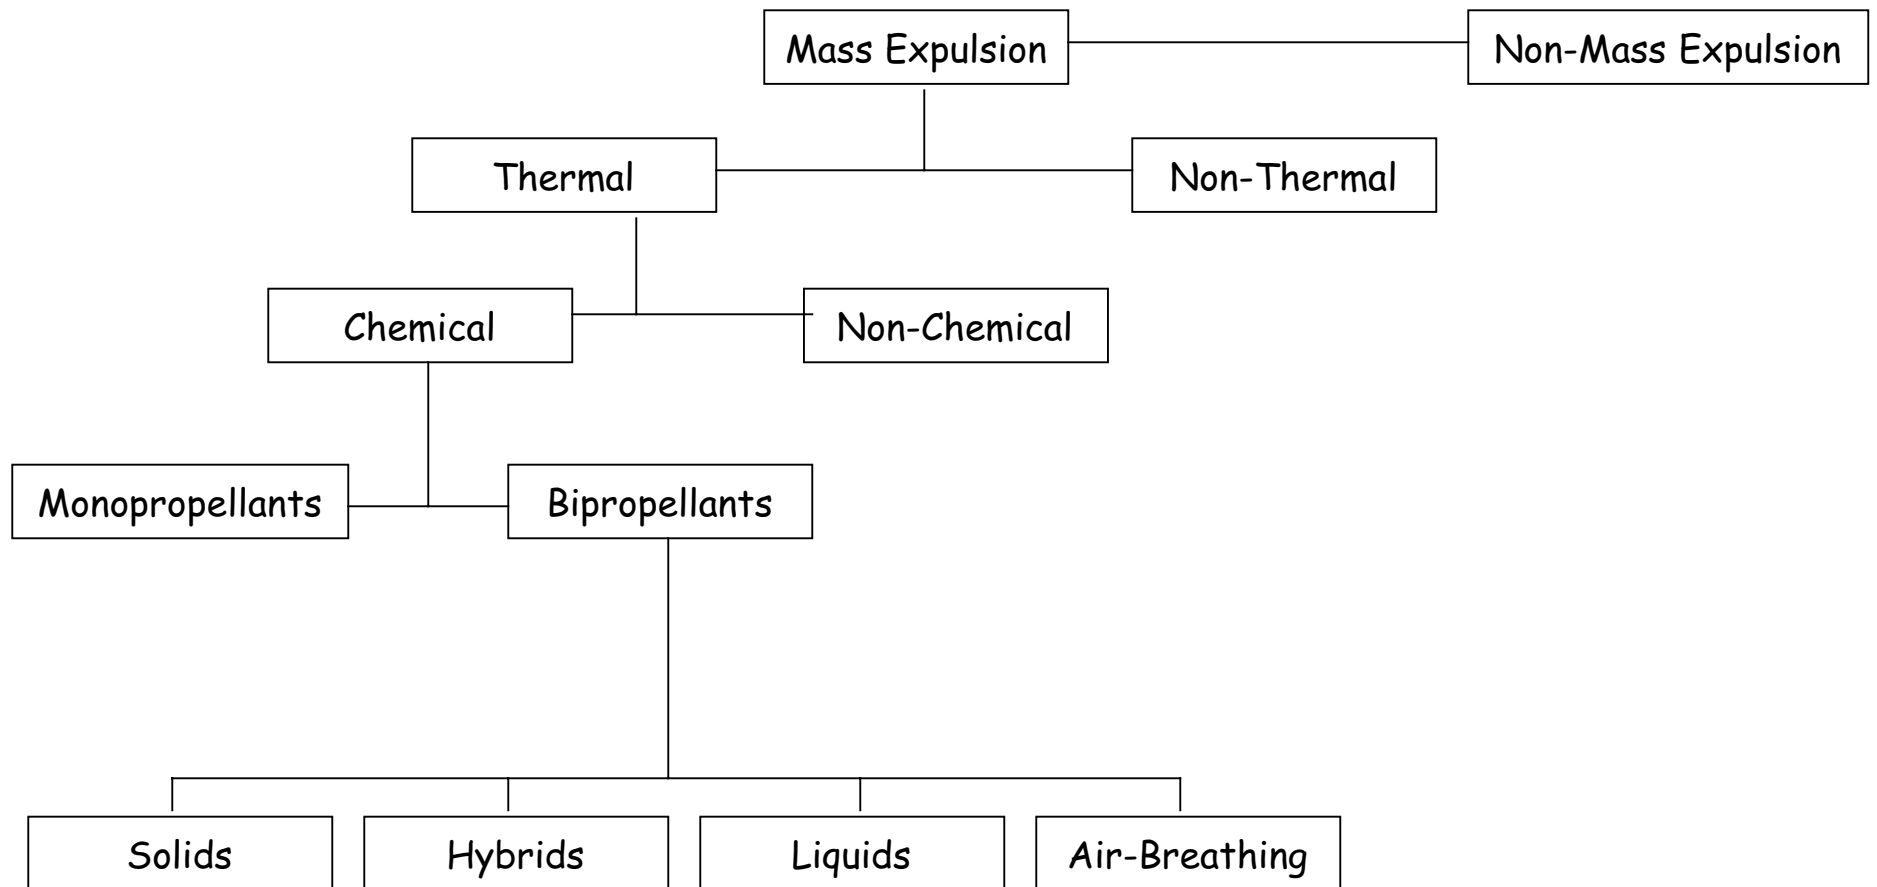 Mass Expulsion
Non-Mass Expulsion
Thermal
Non-Thermal
Chemical
Non-Chemical
Monopropellants
Bipropellants
Solids
Hybrids
Liquids
Air-Breathing